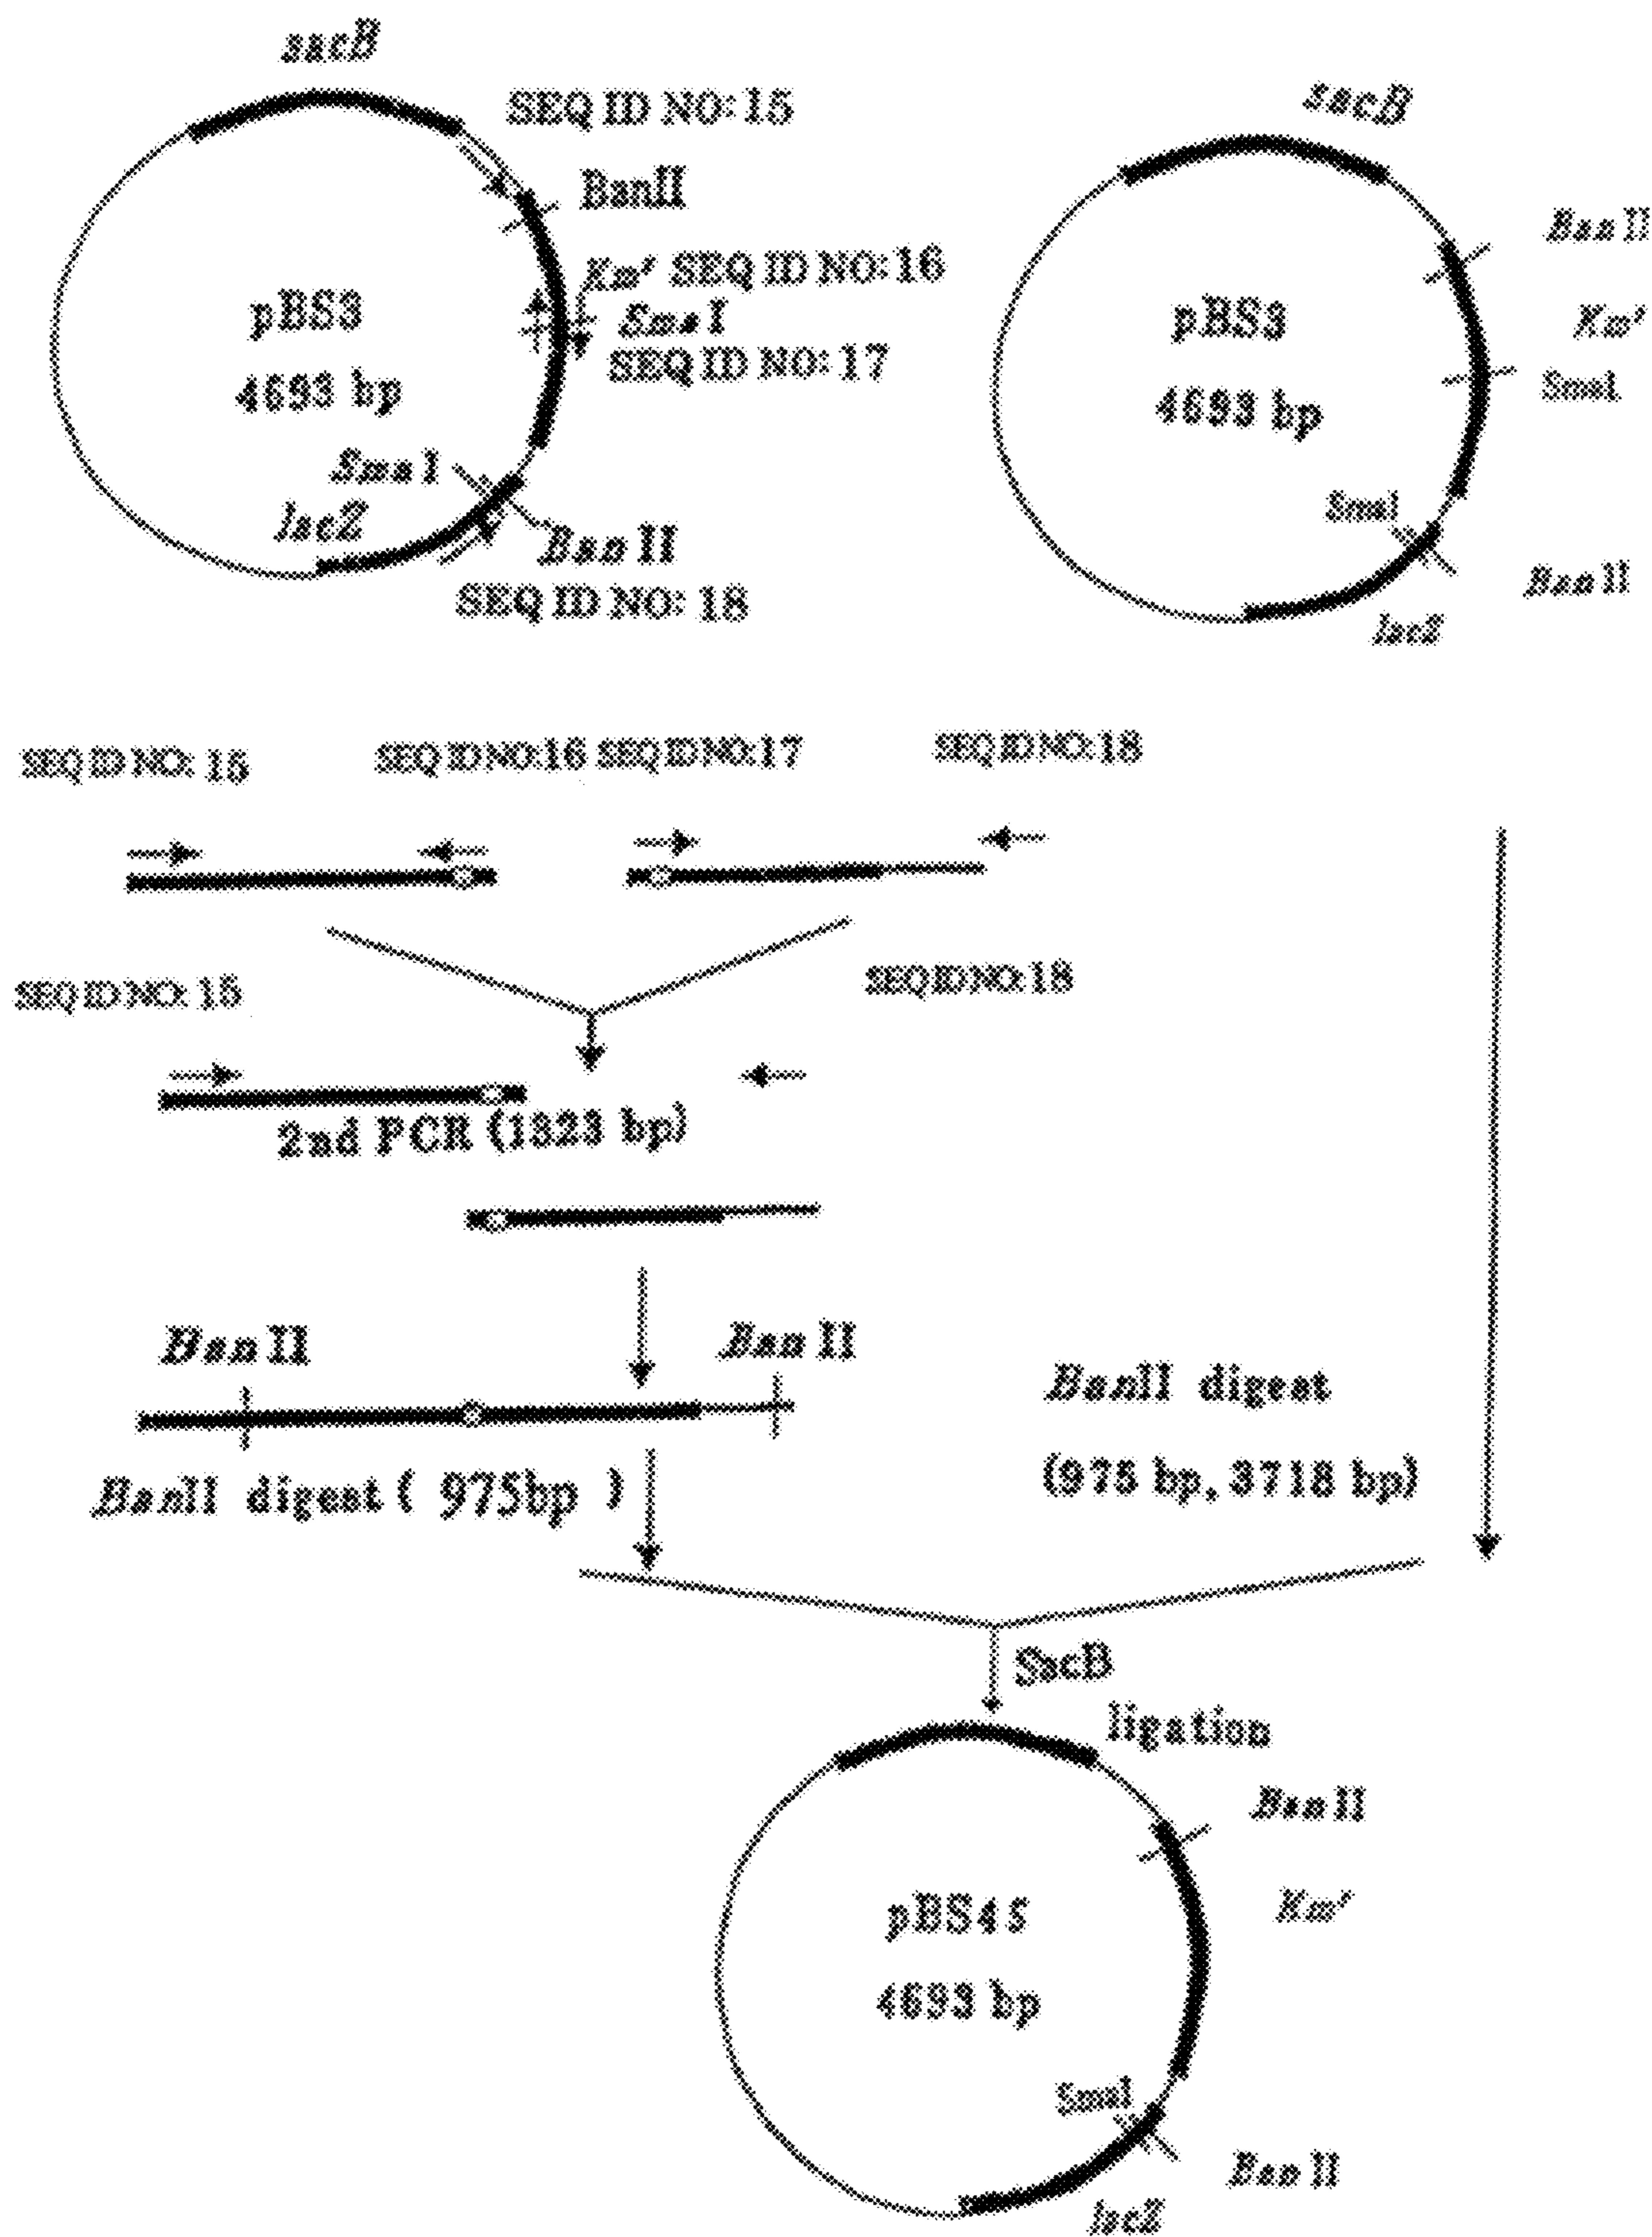 sacB
SEQ ID NO: 15
BanII
Kmʳ SEQ ID NO: 16
SmaI
SEQ ID NO: 17
pBS3
4693 bp
SmaI
lacZ
BanII
SEQ ID NO: 18
sacB
BanII
Kmʳ
SmaI
pBS3
4693 bp
SmaI
BanII
lacZ
SEQ ID NO: 15 SEQ ID NO:16 SEQ ID NO:17 SEQ ID NO:18
SEQ ID NO: 15 SEQ ID NO:18
2nd PCR (1323 bp)
BanII BanII
BanII digest ( 975bp )
BanII digest
(975 bp, 3718 bp)
SacB
ligation
BanII
Kmʳ
pBS45
4693 bp
SmaI
BanII
lacZ